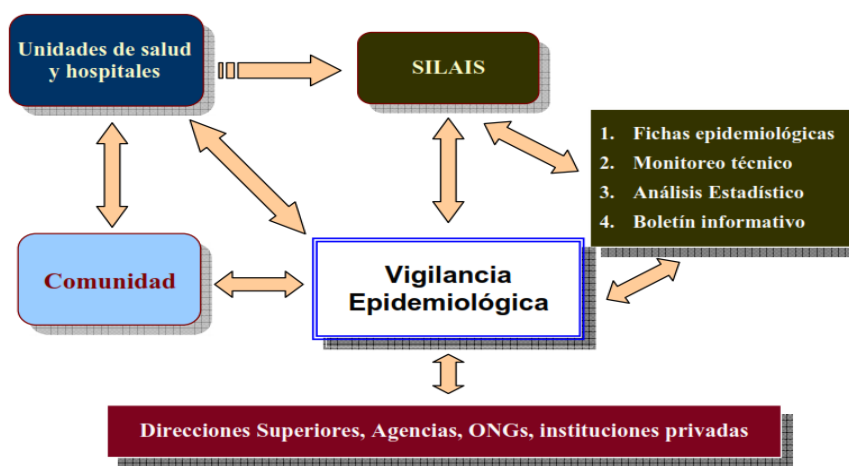 Unidades de salud
y hospitales
SILAIS
1. Fichas epidemiológicas
2. Monitoreo técnico
3. Análisis Estadístico
4. Boletín informativo
Comunidad
Vigilancia
Epidemiológica
Direcciones Superiores, Agencias, ONGs, instituciones privadas